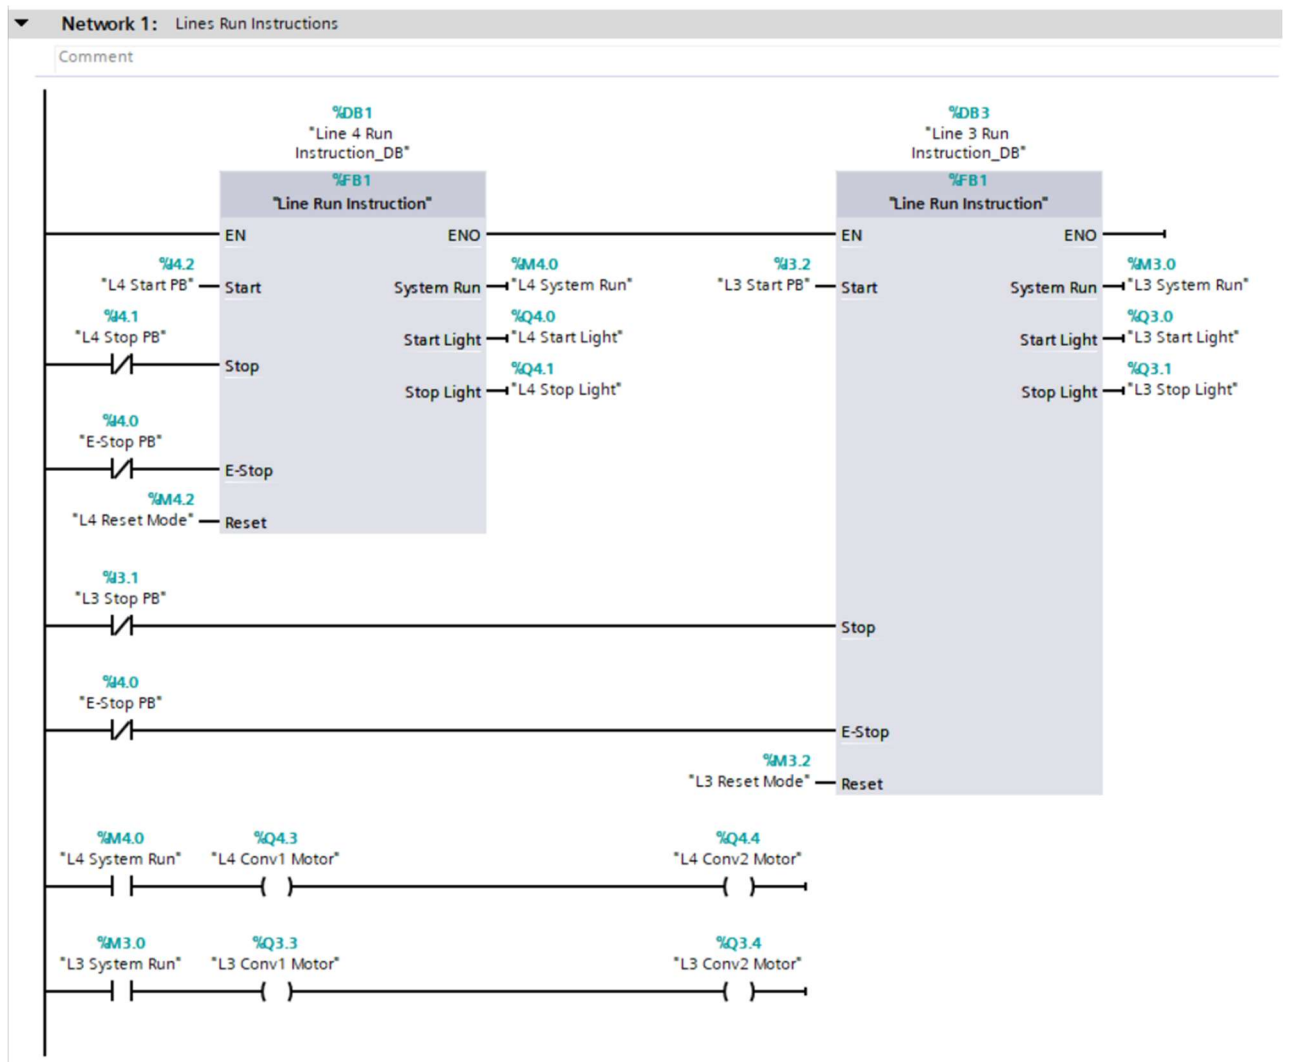 Network 1: Lines Run Instructions
Comment
%DB1
"Line 4 Run
Instruction_DB"
%FB1
"Line Run Instruction"
EN
ENO
%I4.2
"L4 Start PB"
Start
System Run
%M4.0
"L4 System Run"
%I4.1
"L4 Stop PB"
Stop
Start Light
%Q4.0
"L4 Start Light"
Stop Light
%Q4.1
"L4 Stop Light"
%I4.0
"E-Stop PB"
E-Stop
%M4.2
"L4 Reset Mode"
Reset
%DB3
"Line 3 Run
Instruction_DB"
%FB1
"Line Run Instruction"
EN
ENO
%I3.2
"L3 Start PB"
Start
System Run
%M3.0
"L3 System Run"
Start Light
%Q3.0
"L3 Start Light"
Stop Light
%Q3.1
"L3 Stop Light"
%I3.1
"L3 Stop PB"
Stop
%I4.0
"E-Stop PB"
E-Stop
%M3.2
"L3 Reset Mode"
Reset
%M4.0
"L4 System Run"
%Q4.3
"L4 Conv1 Motor"
%Q4.4
"L4 Conv2 Motor"
%M3.0
"L3 System Run"
%Q3.3
"L3 Conv1 Motor"
%Q3.4
"L3 Conv2 Motor"